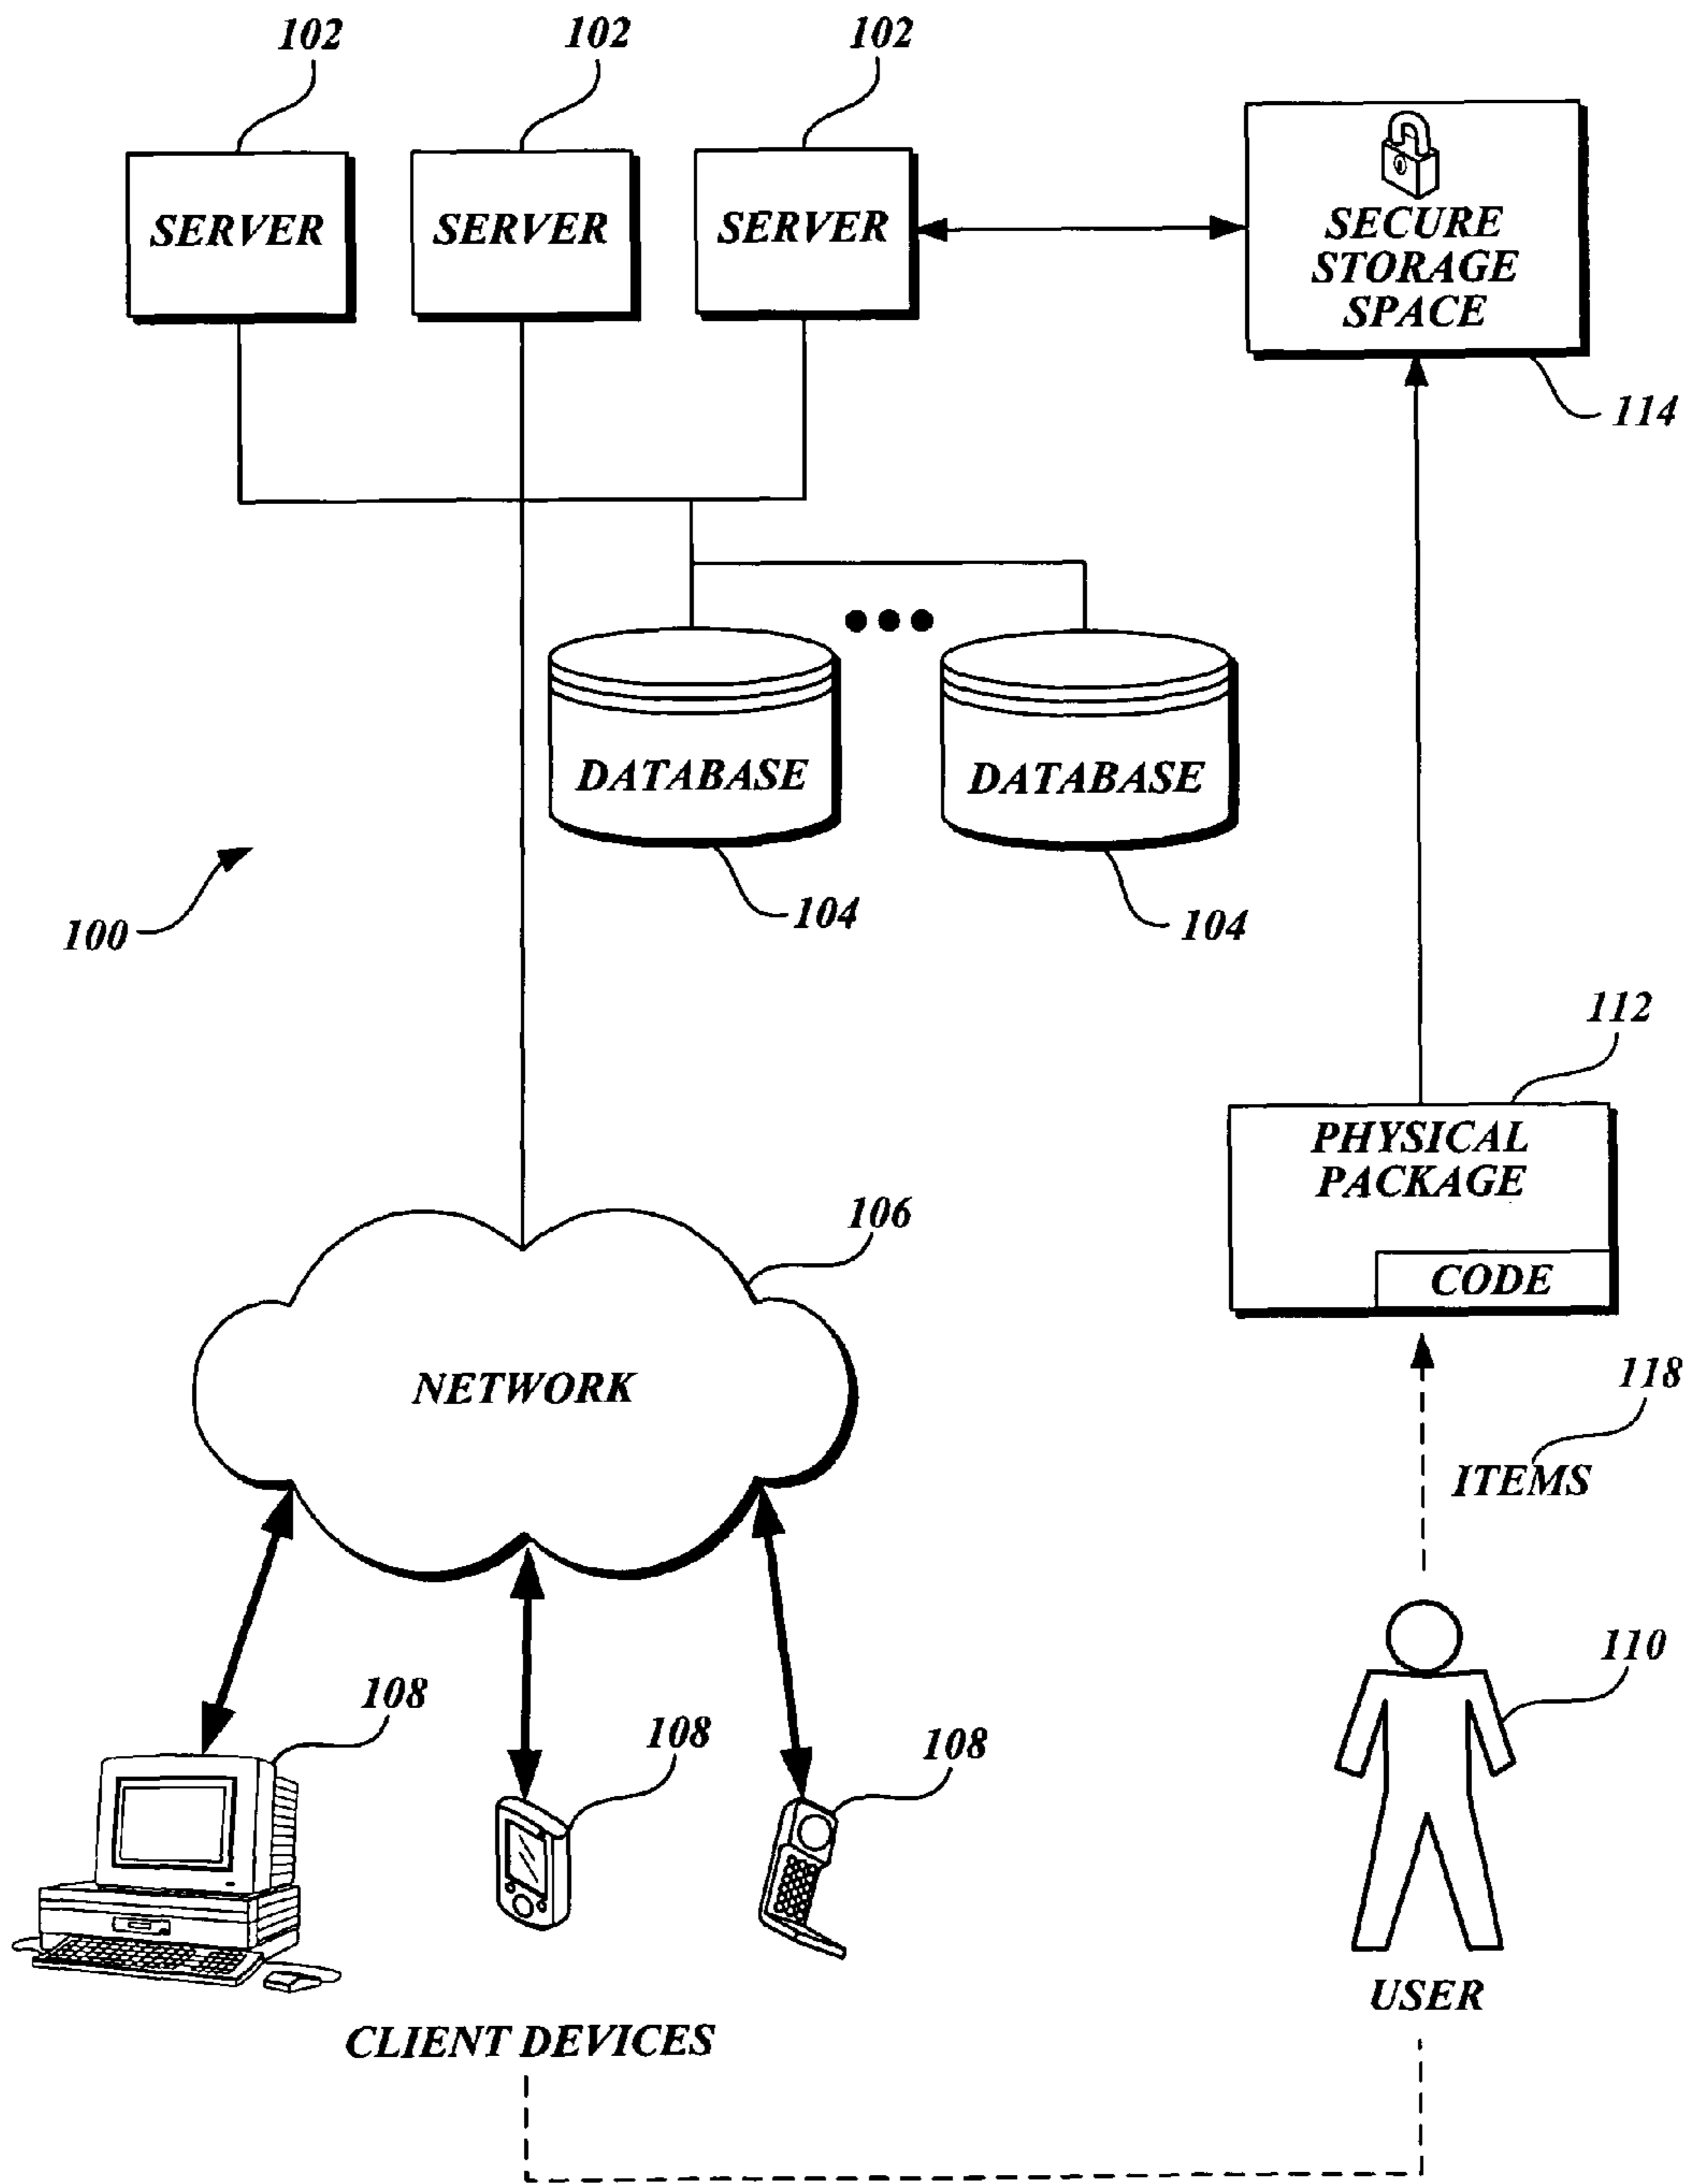 102
102
102
SERVER
SERVER
SERVER
SECURE
STORAGE
SPACE
114
DATABASE
DATABASE
104
104
100
112
PHYSICAL
PACKAGE
CODE
106
NETWORK
118
ITEMS
110
108
108
108
USER
CLIENT DEVICES